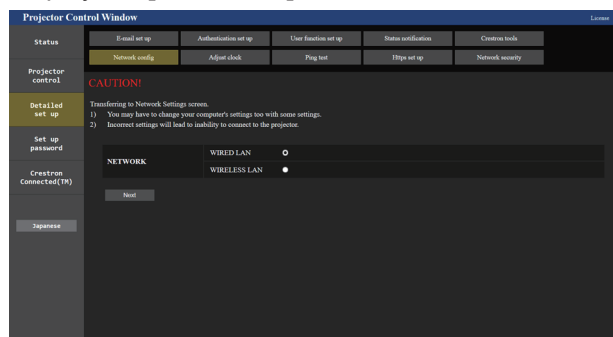 Projector Control Window
License
Status
E-mail set up
Authentication set up
User function set up
Status notification
Crestron tools
Network config
Adjust clock
Ping test
Https set up
Network security
Projector control
Detailed set up
Set up password
Crestron Connected(TM)
Japanese
CAUTION!
Transferring to Network Settings screen.
1) You may have to change your computer's settings too with some settings.
2) Incorrect settings will lead to inability to connect to the projector.
NETWORK
WIRED LAN
WIRELESS LAN
Next